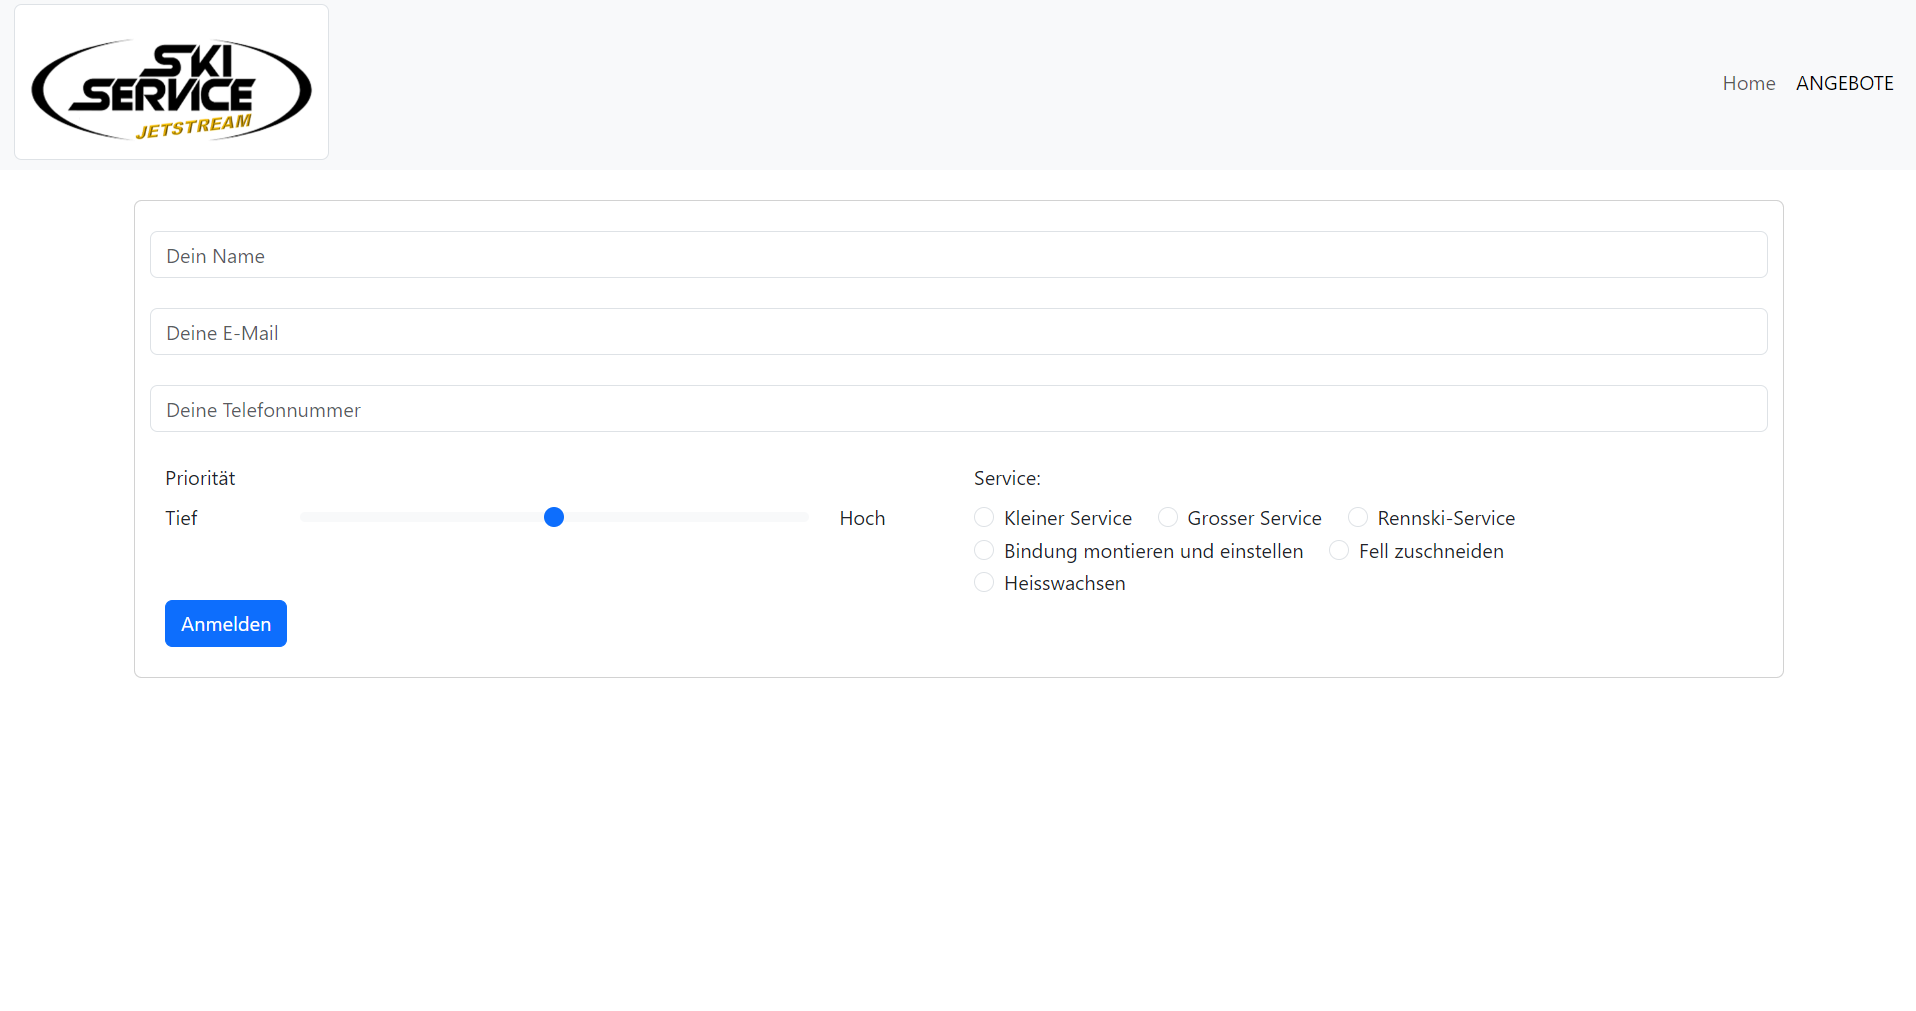 SKI
SERVICE
JETSTREAM
Home ANGEBOTE
Dein Name
Deine E-Mail
Deine Telefonnummer
Priorität
Tief Hoch
Service:
Kleiner Service Grosser Service Rennski-Service
Bindung montieren und einstellen Fell zuschneiden
Heisswachsen
Anmelden